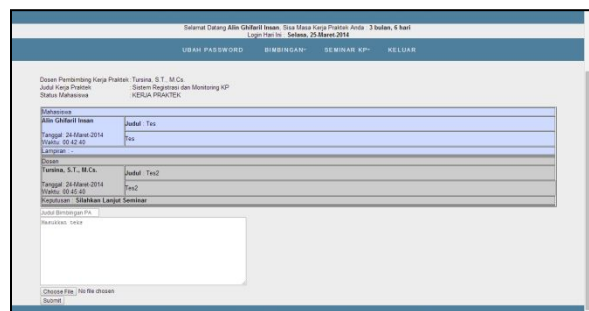 Selamat Datang Alin Ghifaril Insan, Sisa Masa Kerja Praktek Anda : 3 bulan, 6 hari
Login Hari Ini : Selasa, 25-Maret-2014
UBAH PASSWORD BIMBINGAN SEMINAR KP KELUAR
Dosen Pembimbing Kerja Praktek : Tursina, S.T., M.Cs.
Judul Kerja Praktek : Sistem Registrasi dan Monitoring KP
Status Mahasiswa : KERJA PRAKTEK
Mahasiswa
Alin Ghifaril Insan
Judul : Tes
Tanggal: 24-Maret-2014
Waktu: 00:42:40
Tes
Lampiran : -
Dosen
Tursina, S.T., M.Cs.
Judul : Tes2
Tanggal: 24-Maret-2014
Waktu: 00:45:40
Tes2
Keputusan : Silahkan Lanjut Seminar
Judul Bimbingan PA
Masukkan teks
Choose File No file chosen
Submit